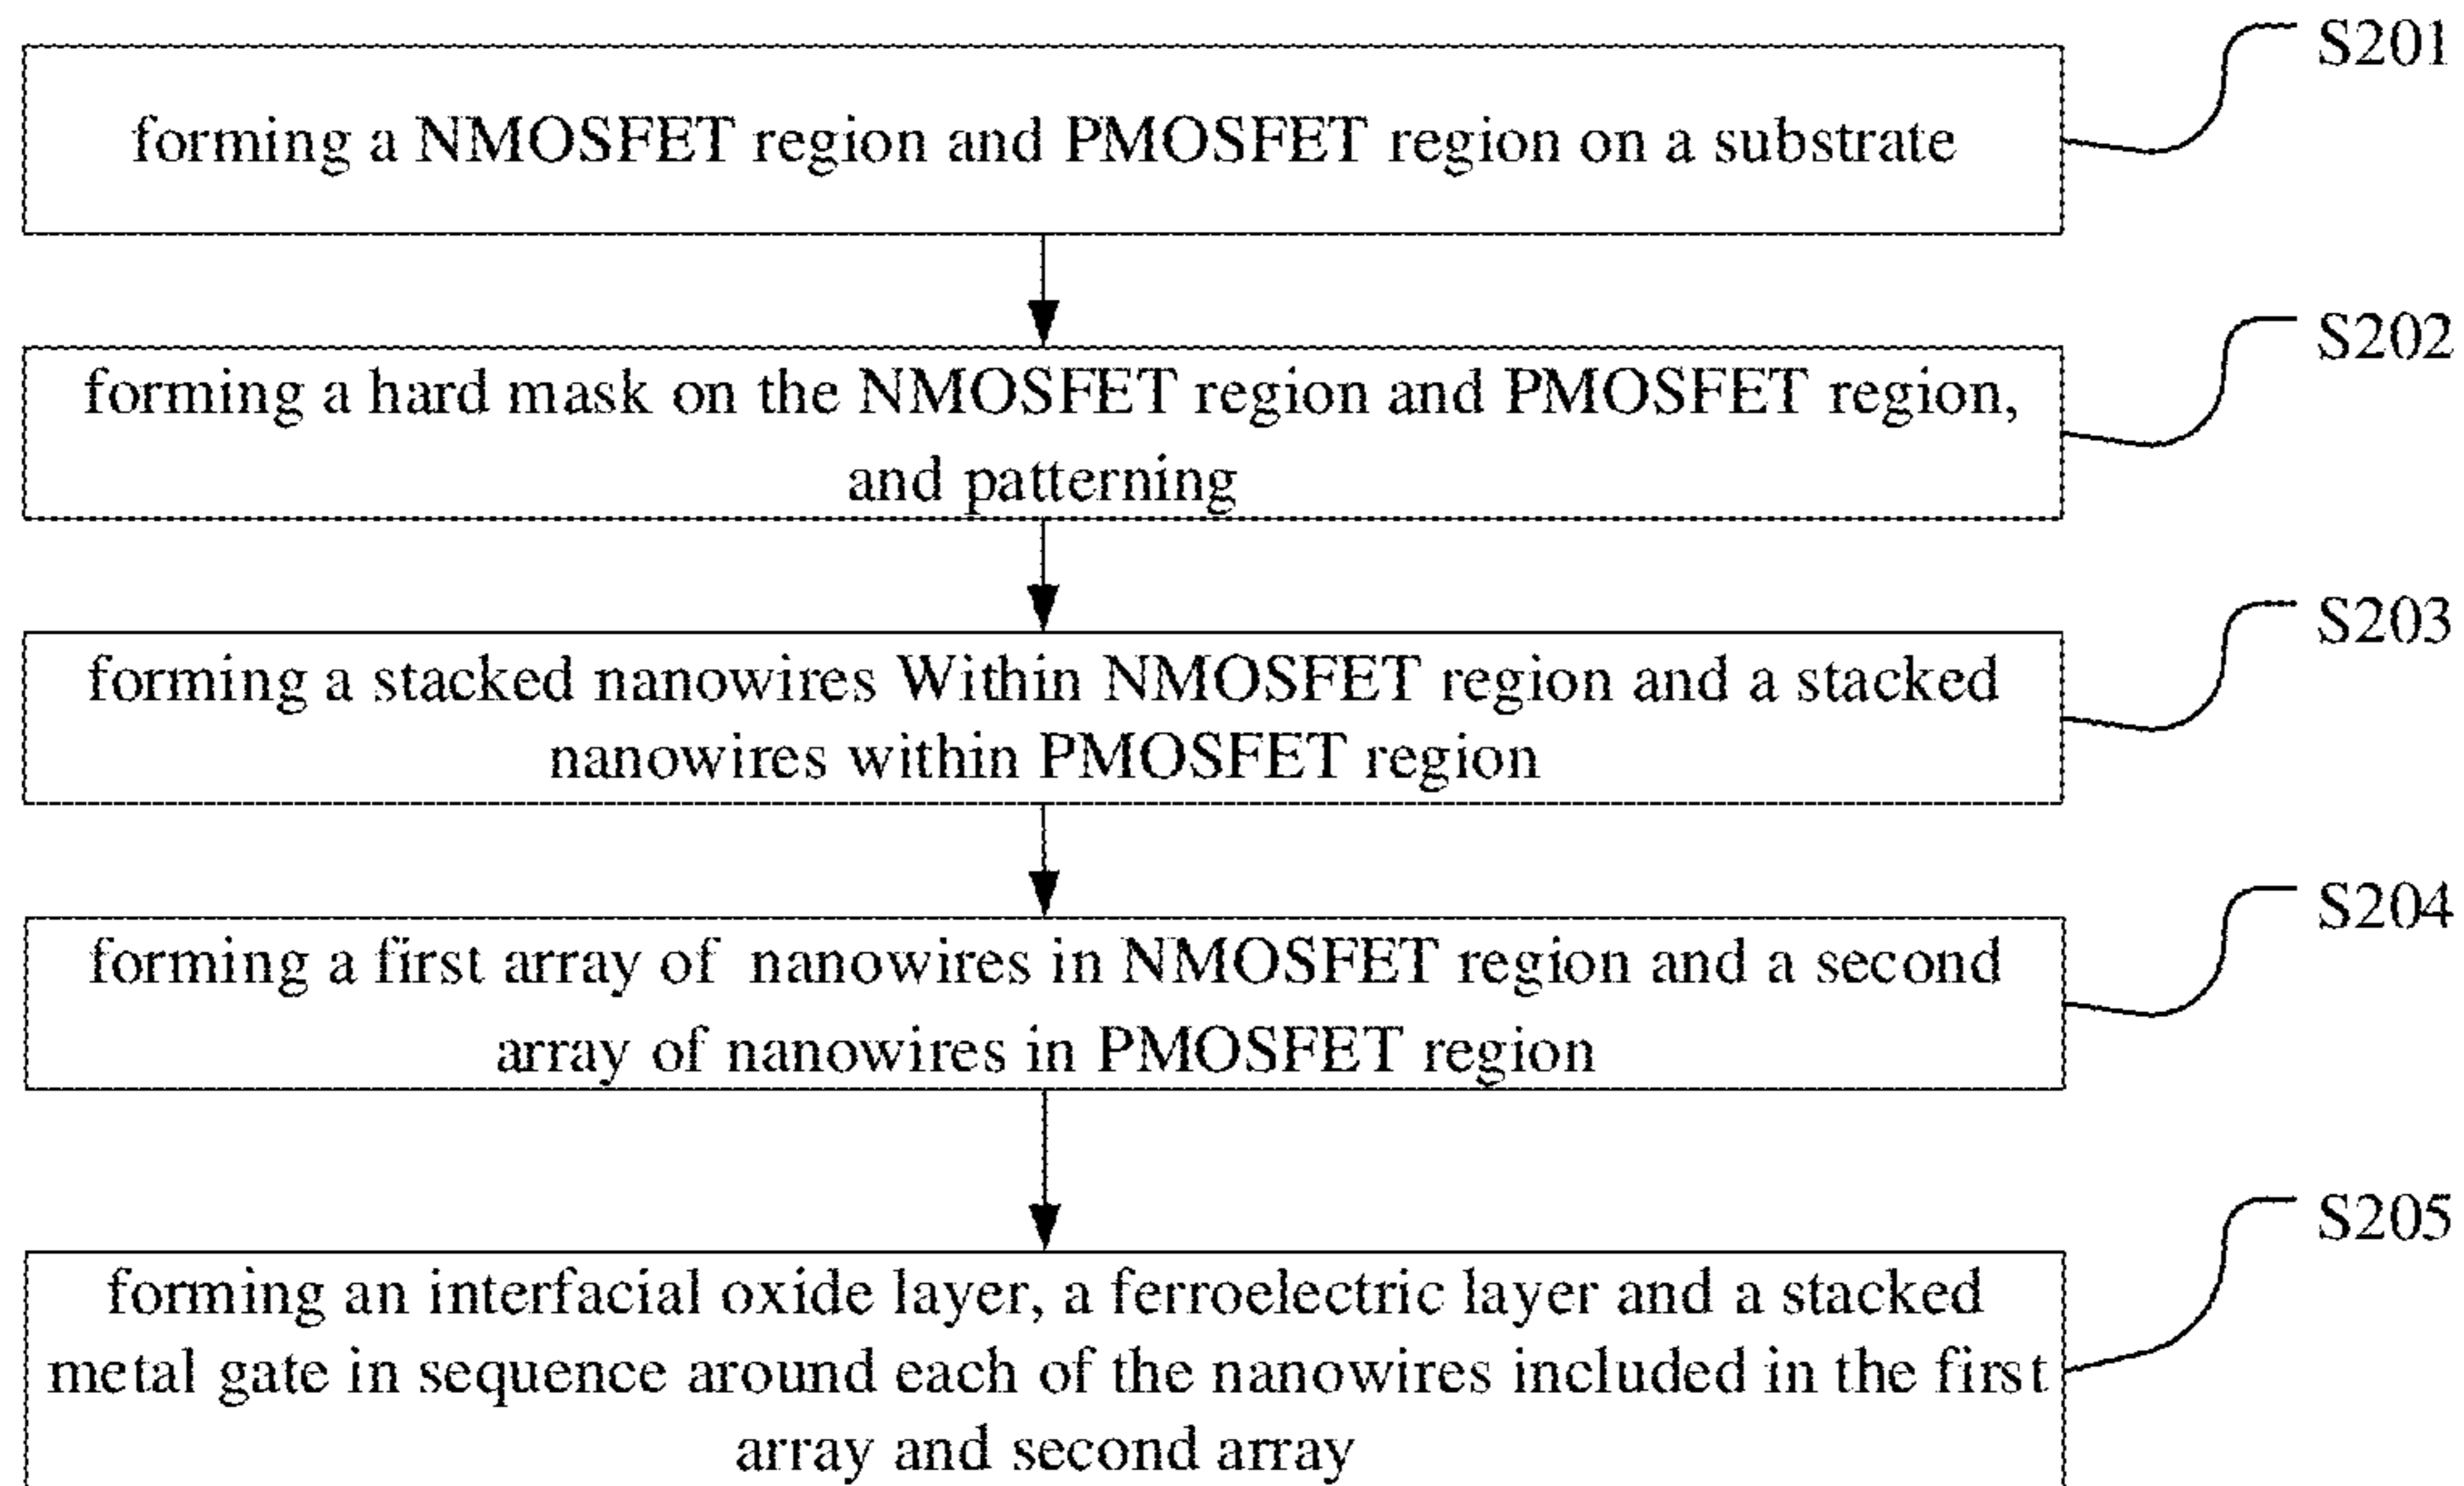 S201
forming a NMOSFET region and PMOSFET region on a substrate
S202
forming a hard mask on the NMOSFET region and PMOSFET region,
and patterning
S203
forming a stacked nanowires Within NMOSFET region and a stacked
nanowires within PMOSFET region
S204
forming a first array of nanowires in NMOSFET region and a second
array of nanowires in PMOSFET region
S205
forming an interfacial oxide layer, a ferroelectric layer and a stacked
metal gate in sequence around each of the nanowires included in the first
array and second array